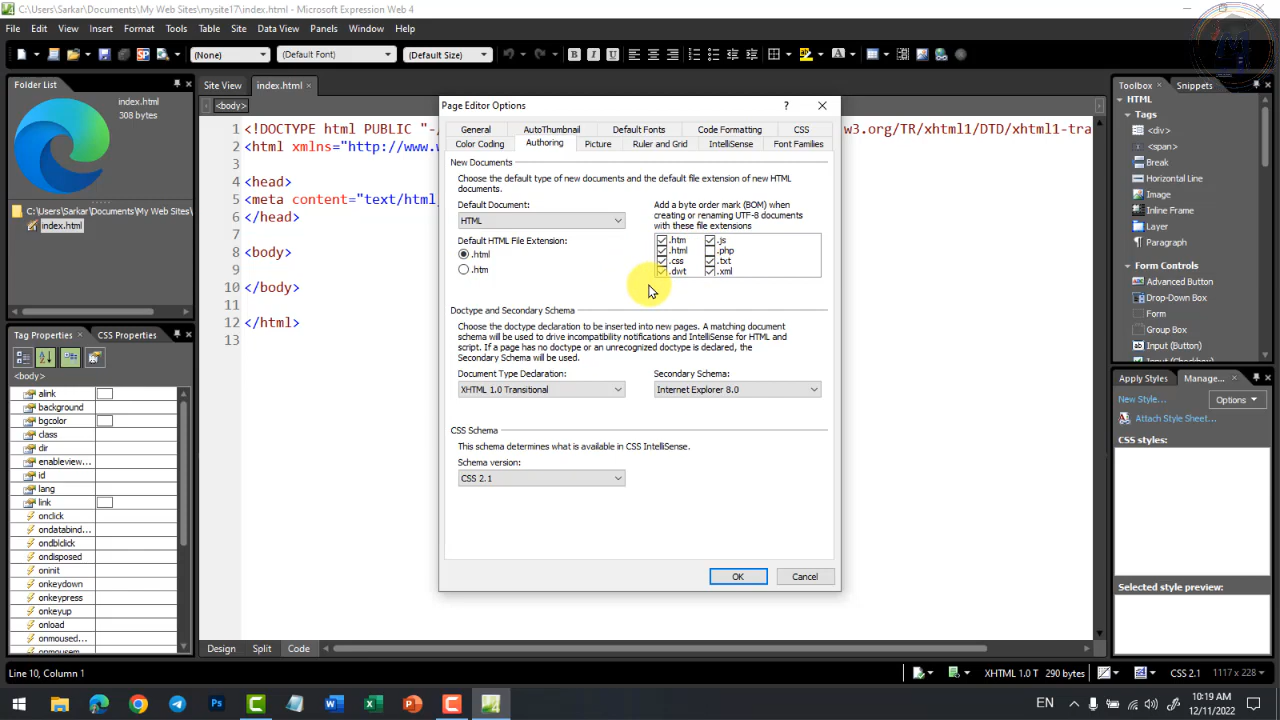 C:\Users\Sarkar\Documents\My Web Sites\mysite17\index.html - Microsoft Expression Web 4
File Edit View Insert Format Tools Table Site Data View Panels Window Help
(None) (Default Font) (Default Size) B I U A
Folder List
index.html
308 bytes
C:\Users\Sarkar\Documents\My Web Sites\
index.html
Tag Properties CSS Properties
<body>
alink
background
bgcolor
class
dir
enableview...
id
lang
link
onclick
ondatabind...
ondblclick
ondisposed
oninit
onkeydown
onkeypress
onkeyup
onload
onmoused...
onmousem...
Site View index.html
<body>
1 <!DOCTYPE html PUBLIC "-/ w3.org/TR/xhtml1/DTD/xhtml1-tra
2 <html xmlns="http://www.w
3
4 <head>
5 <meta content="text/html
6 </head>
7
8 <body>
9
10 </body>
11
12 </html>
13
Design Split Code
Page Editor Options ?
General AutoThumbnail Default Fonts Code Formatting CSS
Color Coding Authoring Picture Ruler and Grid IntelliSense Font Families
New Documents
Choose the default type of new documents and the default file extension of new HTML
documents.
Default Document:
HTML
Default HTML File Extension:
.html
.htm
Add a byte order mark (BOM) when
creating or renaming UTF-8 documents
with these file extensions
.htm .js
.html .php
.css .txt
.dwt .xml
Doctype and Secondary Schema
Choose the doctype declaration to be inserted into new pages. A matching document
schema will be used to drive incompatibility notifications and IntelliSense for HTML and
script. If a page has no doctype or an unrecognized doctype is declared, the
Secondary Schema will be used.
Document Type Declaration: Secondary Schema:
XHTML 1.0 Transitional Internet Explorer 8.0
CSS Schema
This schema determines what is available in CSS IntelliSense.
Schema version:
CSS 2.1
OK Cancel
Toolbox Snippets
HTML
Tags
<div>
<span>
Break
Horizontal Line
Image
Inline Frame
Layer
Paragraph
Form Controls
Advanced Button
Drop-Down Box
Form
Group Box
Input (Button)
Input (Checkbox)
Apply Styles Manage...
New Style... Options
Attach Style Sheet...
CSS styles:
Selected style preview:
Line 10, Column 1 XHTML 1.0 T 290 bytes CSS 2.1 1117 x 228
EN 10:19 AM
12/11/2022